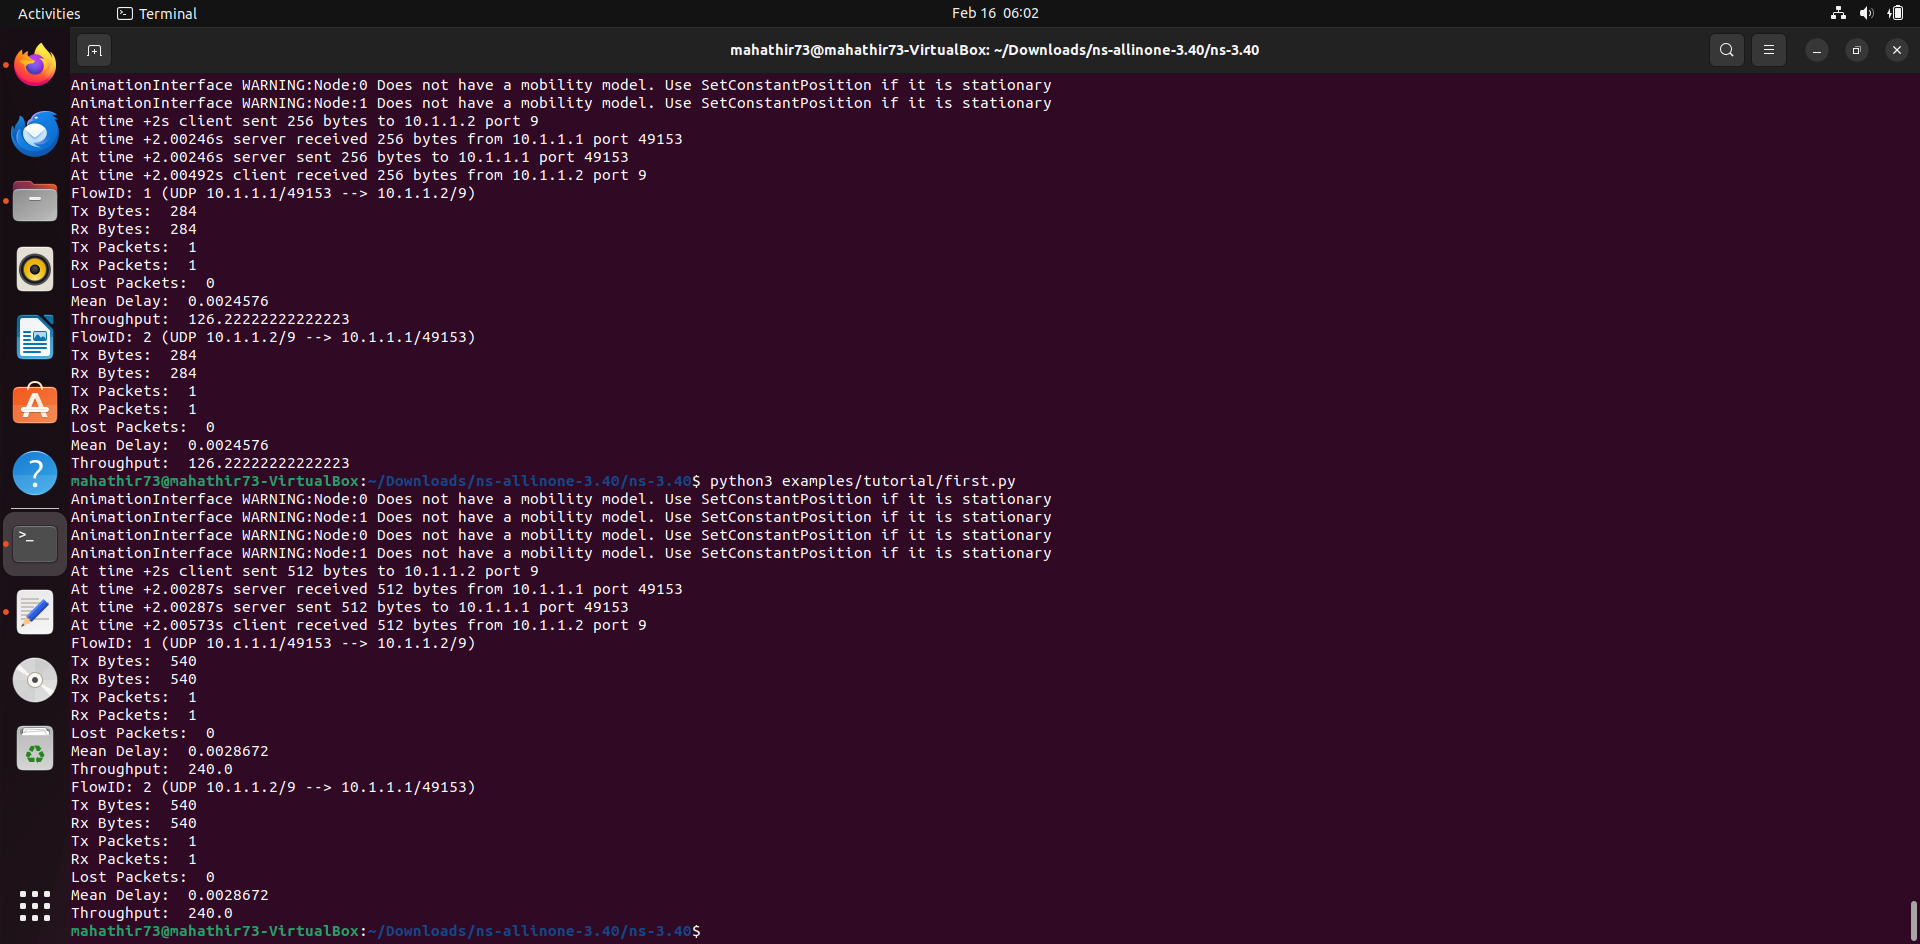 Activities Terminal Feb 16 06:02
mahathir73@mahathir73-VirtualBox: ~/Downloads/ns-allinone-3.40/ns-3.40
AnimationInterface WARNING:Node:0 Does not have a mobility model. Use SetConstantPosition if it is stationary
AnimationInterface WARNING:Node:1 Does not have a mobility model. Use SetConstantPosition if it is stationary
At time +2s client sent 256 bytes to 10.1.1.2 port 9
At time +2.00246s server received 256 bytes from 10.1.1.1 port 49153
At time +2.00246s server sent 256 bytes to 10.1.1.1 port 49153
At time +2.00492s client received 256 bytes from 10.1.1.2 port 9
FlowID: 1 (UDP 10.1.1.1/49153 --> 10.1.1.2/9)
Tx Bytes:  284
Rx Bytes:  284
Tx Packets:  1
Rx Packets:  1
Lost Packets:  0
Mean Delay:  0.0024576
Throughput:  126.22222222222223
FlowID: 2 (UDP 10.1.1.2/9 --> 10.1.1.1/49153)
Tx Bytes:  284
Rx Bytes:  284
Tx Packets:  1
Rx Packets:  1
Lost Packets:  0
Mean Delay:  0.0024576
Throughput:  126.22222222222223
mahathir73@mahathir73-VirtualBox:~/Downloads/ns-allinone-3.40/ns-3.40$ python3 examples/tutorial/first.py
AnimationInterface WARNING:Node:0 Does not have a mobility model. Use SetConstantPosition if it is stationary
AnimationInterface WARNING:Node:1 Does not have a mobility model. Use SetConstantPosition if it is stationary
AnimationInterface WARNING:Node:0 Does not have a mobility model. Use SetConstantPosition if it is stationary
AnimationInterface WARNING:Node:1 Does not have a mobility model. Use SetConstantPosition if it is stationary
At time +2s client sent 512 bytes to 10.1.1.2 port 9
At time +2.00287s server received 512 bytes from 10.1.1.1 port 49153
At time +2.00287s server sent 512 bytes to 10.1.1.1 port 49153
At time +2.00573s client received 512 bytes from 10.1.1.2 port 9
FlowID: 1 (UDP 10.1.1.1/49153 --> 10.1.1.2/9)
Tx Bytes:  540
Rx Bytes:  540
Tx Packets:  1
Rx Packets:  1
Lost Packets:  0
Mean Delay:  0.0028672
Throughput:  240.0
FlowID: 2 (UDP 10.1.1.2/9 --> 10.1.1.1/49153)
Tx Bytes:  540
Rx Bytes:  540
Tx Packets:  1
Rx Packets:  1
Lost Packets:  0
Mean Delay:  0.0028672
Throughput:  240.0
mahathir73@mahathir73-VirtualBox:~/Downloads/ns-allinone-3.40/ns-3.40$